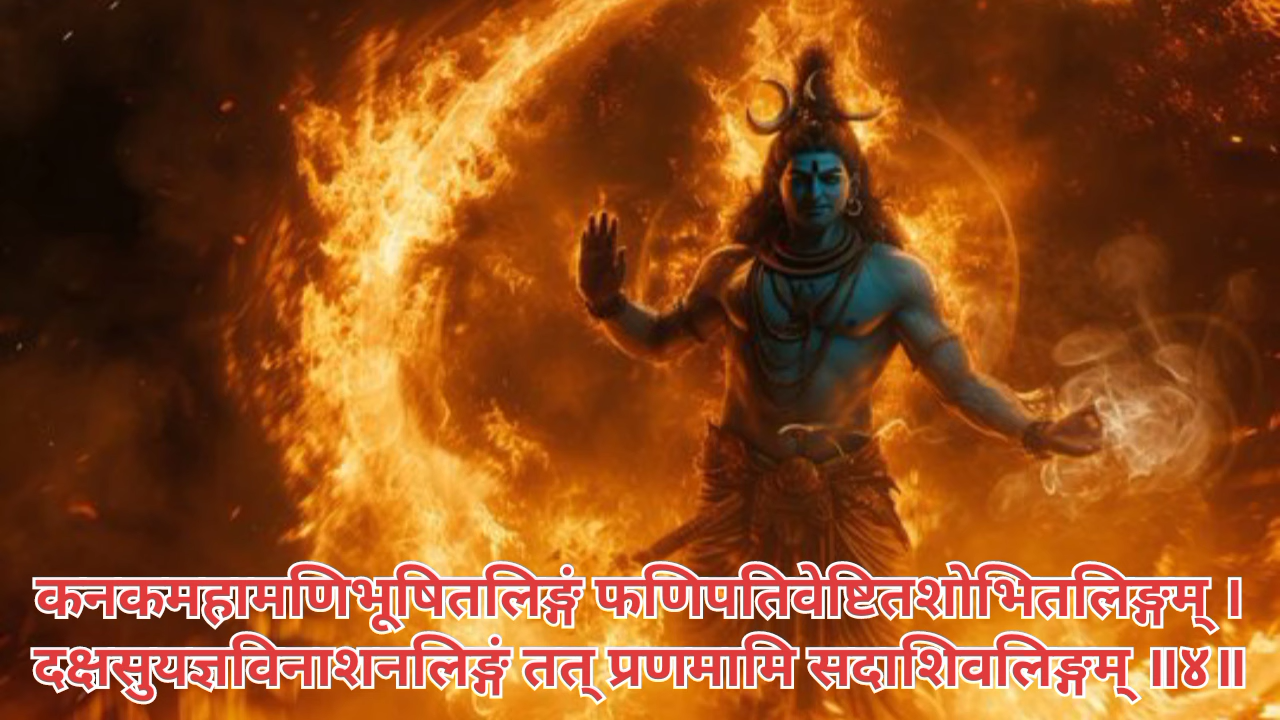 कनकमहामणिभूषितलिङ्गं फणिपतिवेष्टितशोभितलिङ्गम् ।
दक्षसुयज्ञविनाशनलिङ्गं तत् प्रणमामि सदाशिवलिङ्गम् ॥४॥